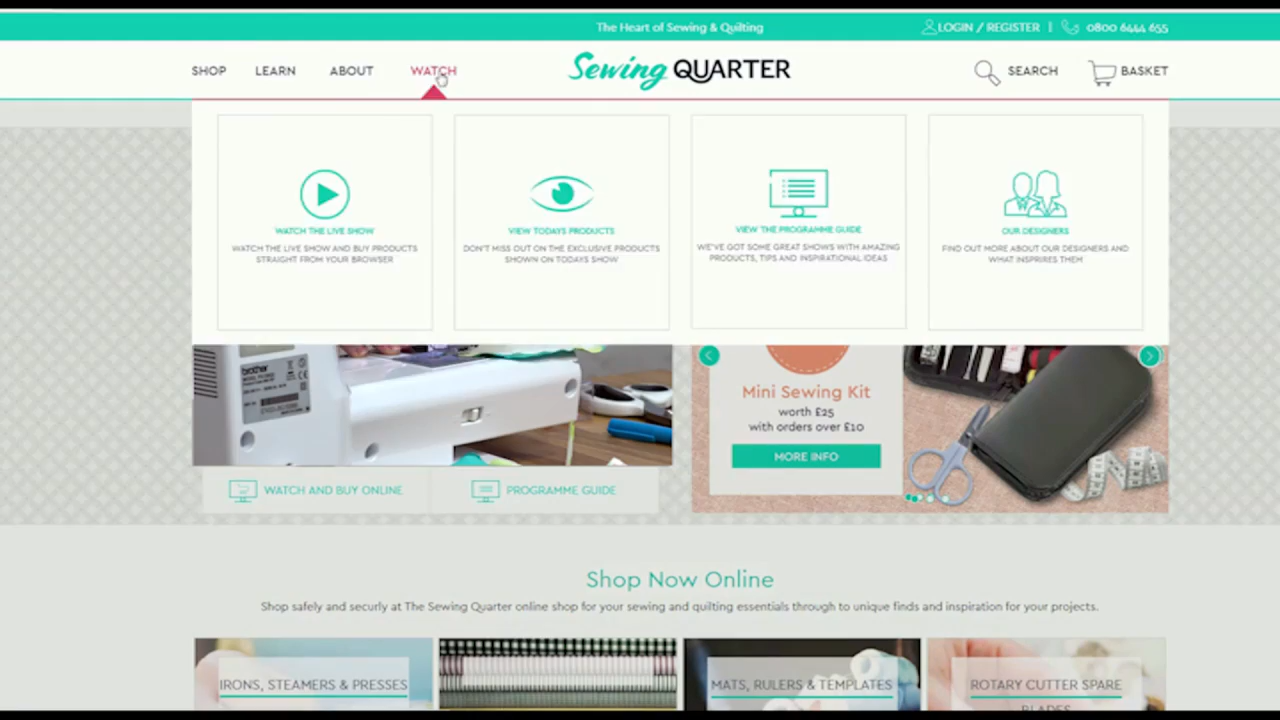 The Heart of Sewing & Quilting
LOGIN / REGISTER | 0800 6444 655
SHOP LEARN ABOUT WATCH
Sewing QUARTER
SEARCH BASKET
WATCH THE LIVE SHOW
WATCH THE LIVE SHOW AND BUY PRODUCTS
STRAIGHT FROM YOUR BROWSER
VIEW TODAYS PRODUCTS
DON'T MISS OUT ON THE EXCLUSIVE PRODUCTS
SHOWN ON TODAYS SHOW
VIEW THE PROGRAMME GUIDE
WE'VE GOT SOME GREAT SHOWS WITH AMAZING
PRODUCTS, TIPS AND INSPIRATIONAL IDEAS
OUR DESIGNERS
FIND OUT MORE ABOUT OUR DESIGNERS AND
WHAT INSPRIRES THEM
brother
Mini Sewing Kit
worth £25
with orders over £10
MORE INFO
WATCH AND BUY ONLINE
PROGRAMME GUIDE
Shop Now Online
Shop safely and securly at The Sewing Quarter online shop for your sewing and quilting essentials through to unique finds and inspiration for your projects.
IRONS, STEAMERS & PRESSES
MATS, RULERS & TEMPLATES
ROTARY CUTTER SPARE
BLADES